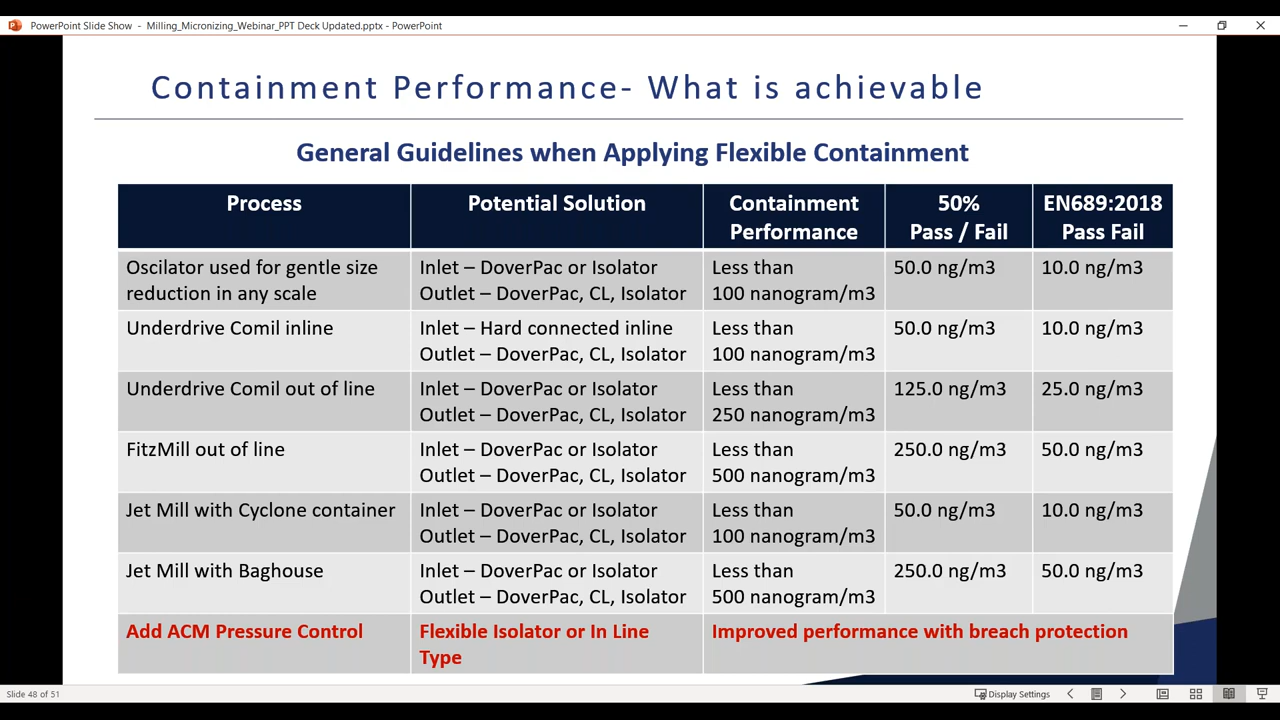 PowerPoint Slide Show - Milling_Micronizing_Webinar_PPT Deck Updated.pptx - PowerPoint
Containment Performance- What is achievable
General Guidelines when Applying Flexible Containment
Process
Potential Solution
Containment
Performance
50%
Pass / Fail
EN689:2018
Pass Fail
Oscilator used for gentle size
reduction in any scale
Inlet – DoverPac or Isolator
Outlet – DoverPac, CL, Isolator
Less than
100 nanogram/m3
50.0 ng/m3
10.0 ng/m3
Underdrive Comil inline
Inlet – Hard connected inline
Outlet – DoverPac, CL, Isolator
Less than
100 nanogram/m3
50.0 ng/m3
10.0 ng/m3
Underdrive Comil out of line
Inlet – DoverPac or Isolator
Outlet – DoverPac, CL, Isolator
Less than
250 nanogram/m3
125.0 ng/m3
25.0 ng/m3
FitzMill out of line
Inlet – DoverPac or Isolator
Outlet – DoverPac, CL, Isolator
Less than
500 nanogram/m3
250.0 ng/m3
50.0 ng/m3
Jet Mill with Cyclone container
Inlet – DoverPac or Isolator
Outlet – DoverPac, CL, Isolator
Less than
100 nanogram/m3
50.0 ng/m3
10.0 ng/m3
Jet Mill with Baghouse
Inlet – DoverPac or Isolator
Outlet – DoverPac, CL, Isolator
Less than
500 nanogram/m3
250.0 ng/m3
50.0 ng/m3
Add ACM Pressure Control
Flexible Isolator or In Line
Type
Improved performance with breach protection
Slide 48 of 51
Display Settings